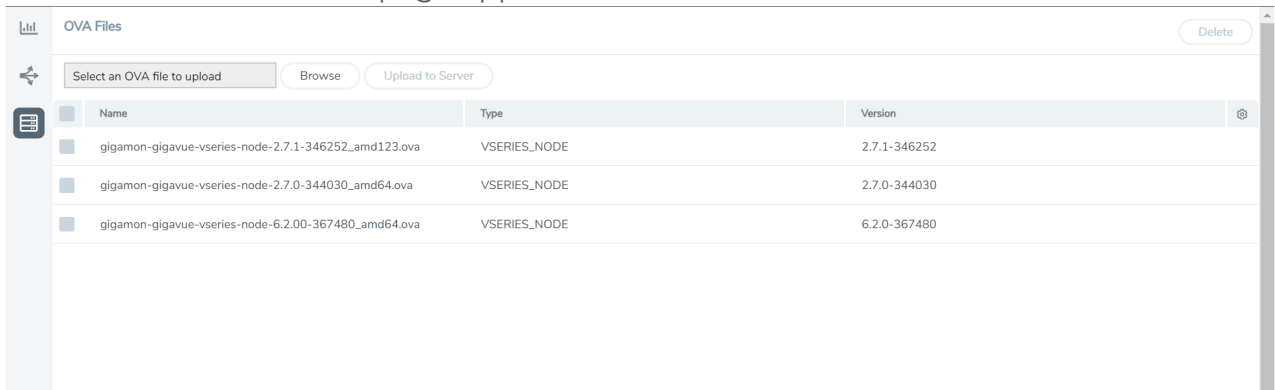 OVA Files
Delete
Select an OVA file to upload Browse Upload to Server
Name Type Version
gigamon-gigavue-vseries-node-2.7.1-346252_amd123.ova VSERIES_NODE 2.7.1-346252
gigamon-gigavue-vseries-node-2.7.0-344030_amd64.ova VSERIES_NODE 2.7.0-344030
gigamon-gigavue-vseries-node-6.2.00-367480_amd64.ova VSERIES_NODE 6.2.0-367480